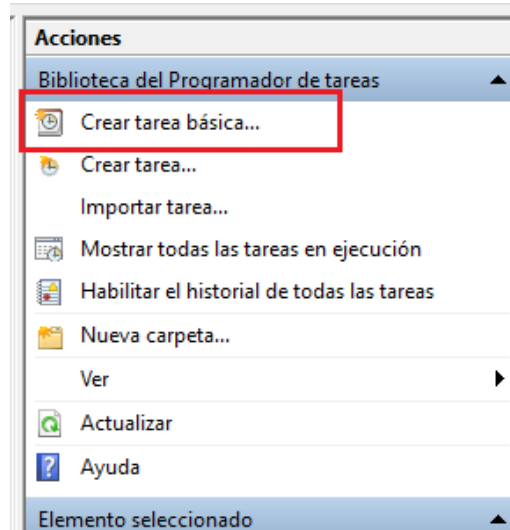 Acciones
Biblioteca del Programador de tareas
Crear tarea básica...
Crear tarea...
Importar tarea...
Mostrar todas las tareas en ejecución
Habilitar el historial de todas las tareas
Nueva carpeta...
Ver
Actualizar
Ayuda
Elemento seleccionado